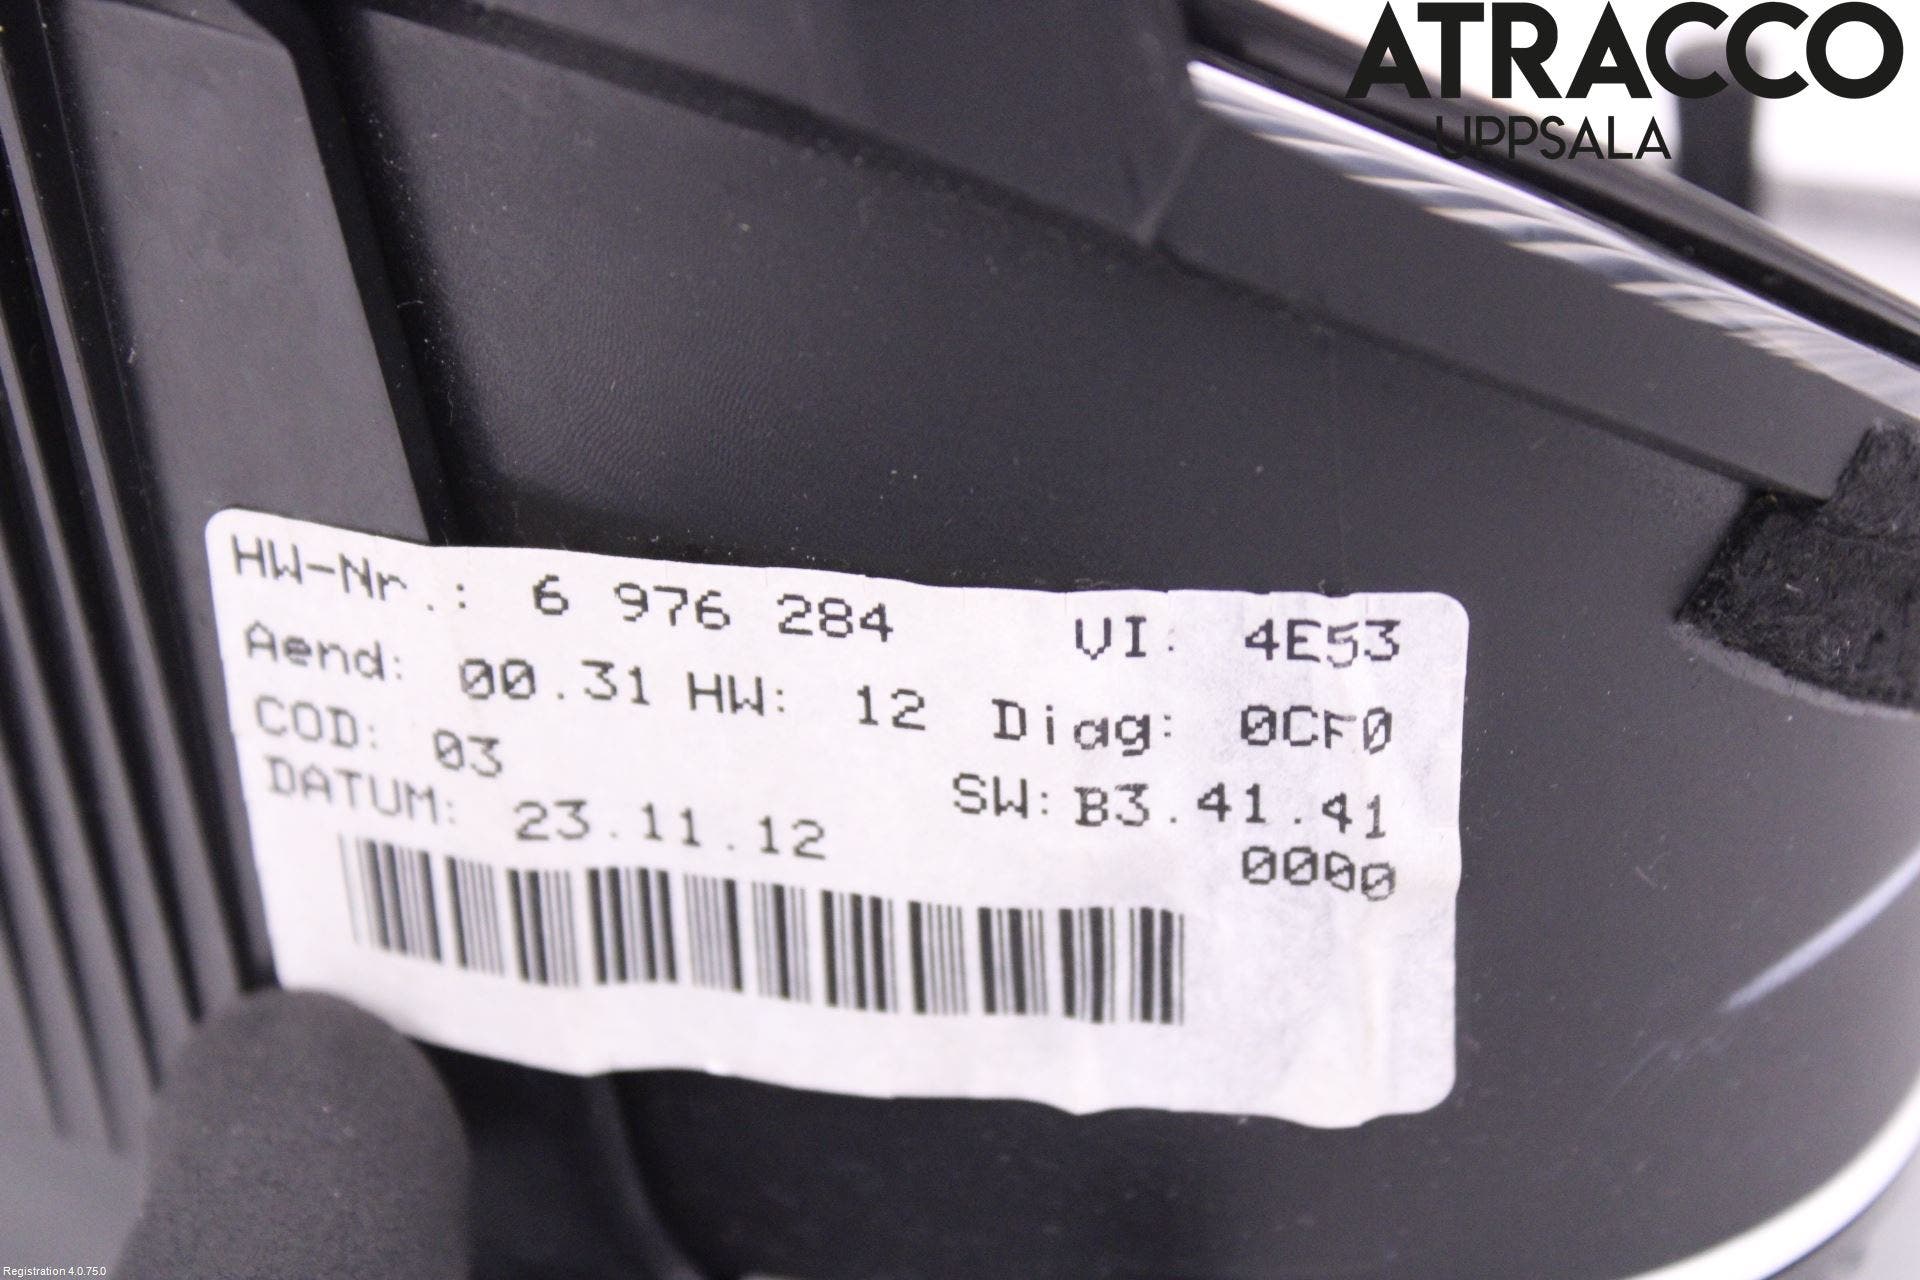 ATRACCO
UPPSALA
HW-Nr.: 6 976 284 VI: 4E53
Aend: 00.31 HW: 12 Diag: 0CF0
COD: 03 SW: B3.41.41
DATUM: 23.11.12 0000
Registration 4.0.75.0